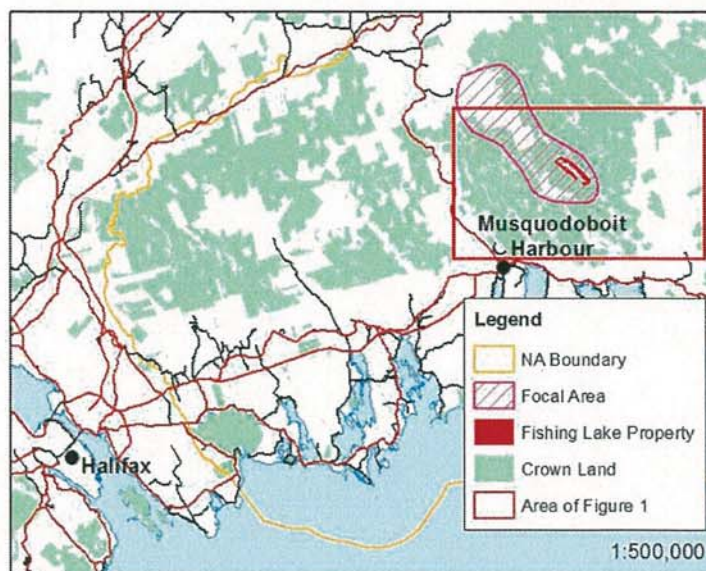 Musquodoboit
Harbour
Legend
NA Boundary
Focal Area
Fishing Lake Property
Crown Land
Area of Figure 1
Halifax
1:500,000